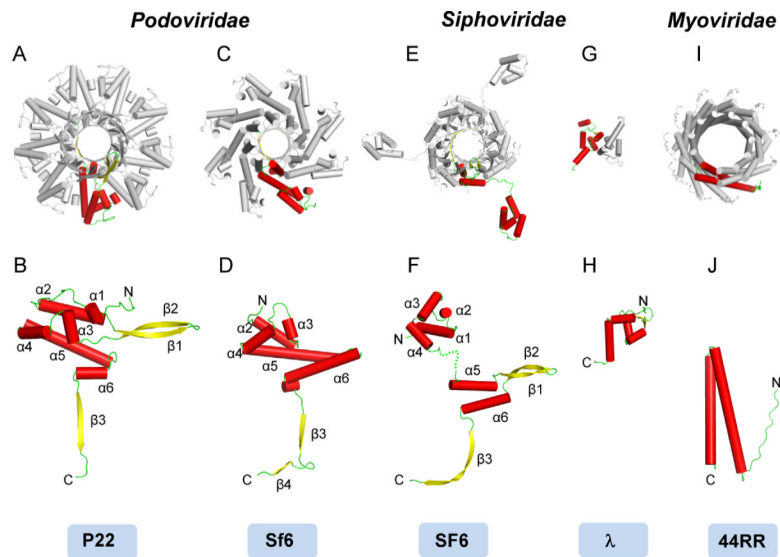 Podoviridae Siphoviridae Myoviridae
A C E G I
B D F H J
α2 α1 N β2 α3 β1 α4 α5 α6 β3 C
N α2 α3 α4 α5 α6 β3 C β4
α3 α2 α1 N α4 α5 β2 β1 α6 β3 C
N C
N C
P22 Sf6 SF6 λ 44RR